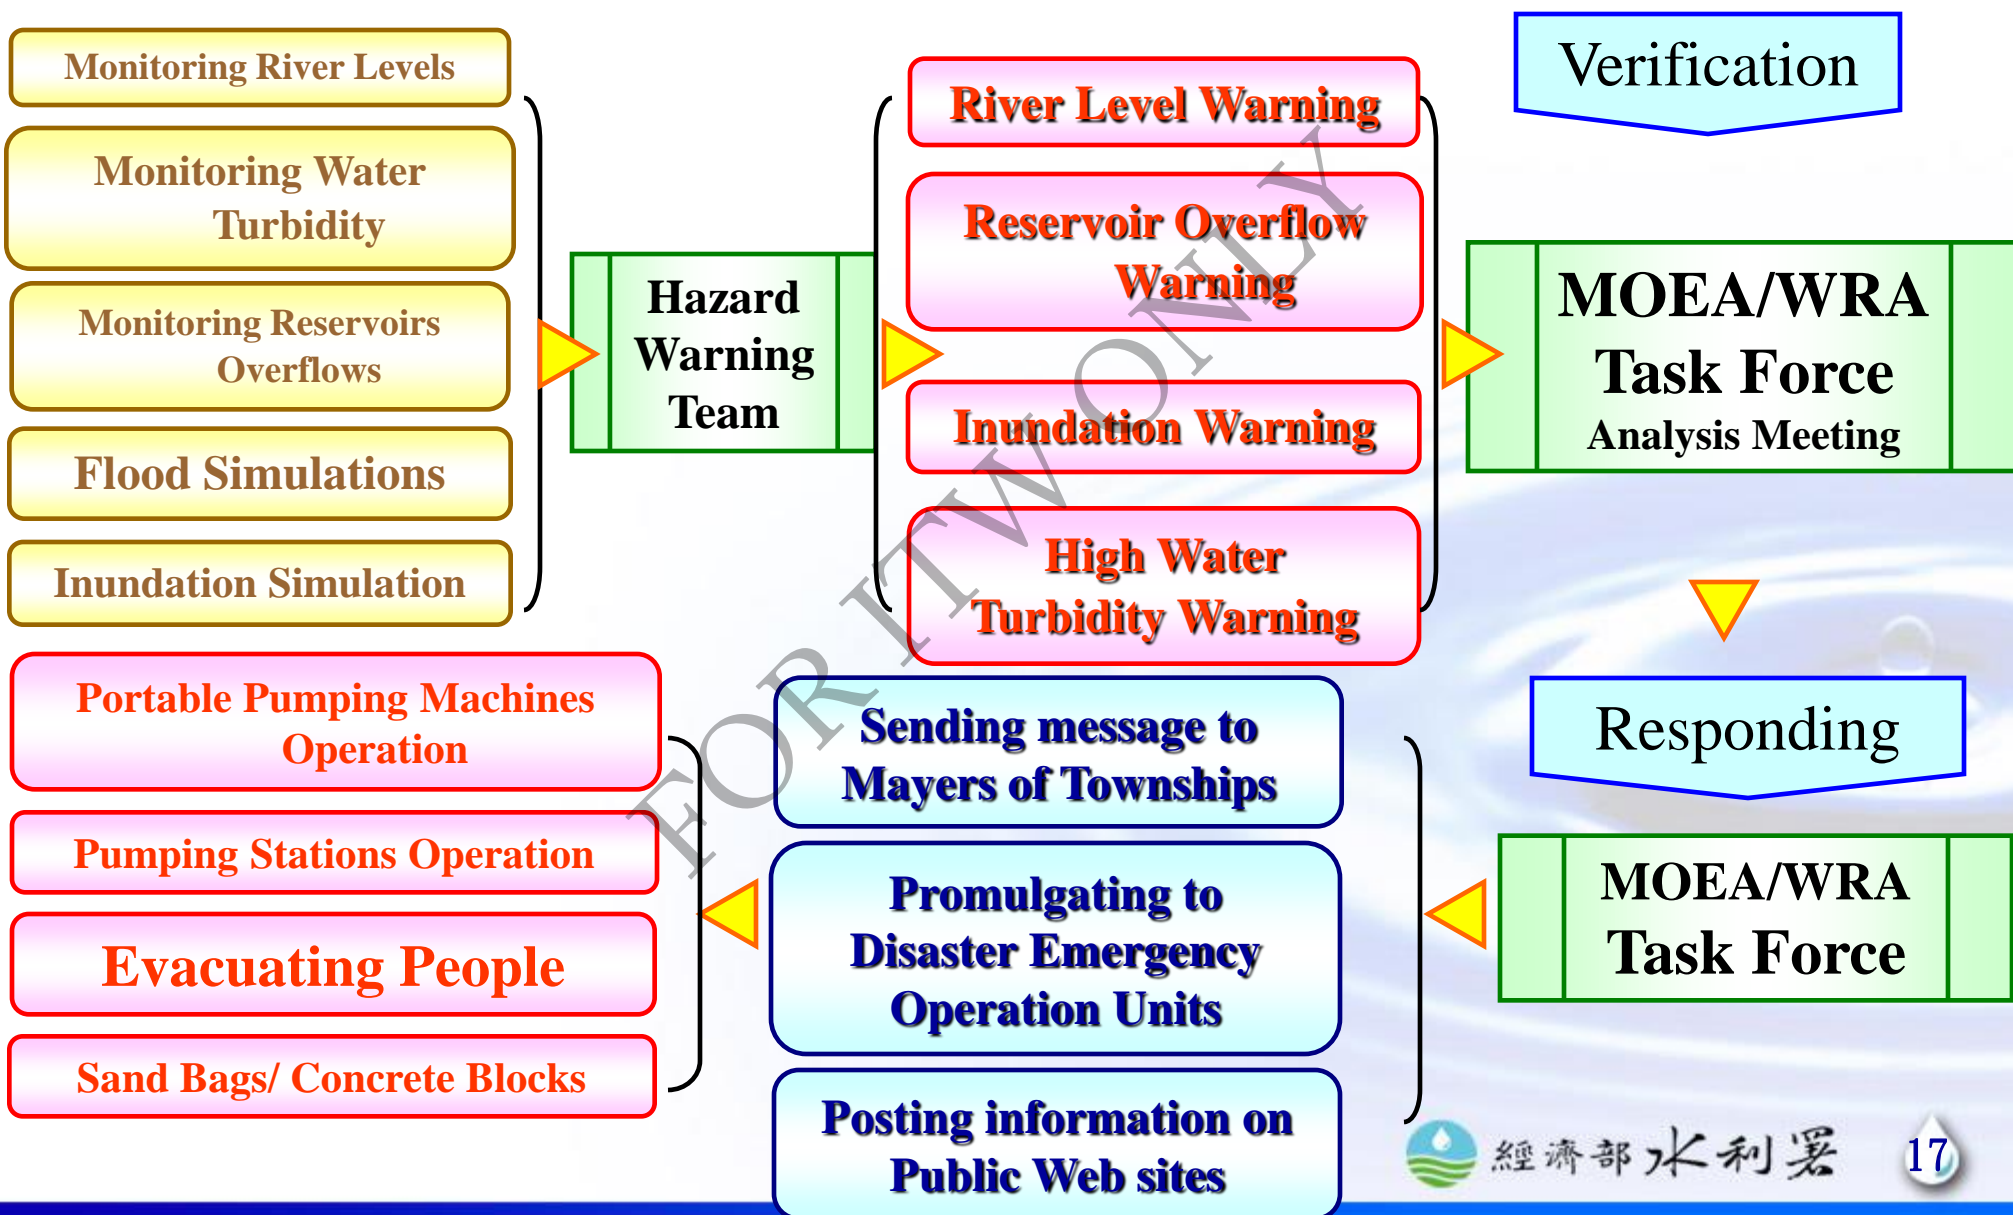 Monitoring River Levels
Monitoring Water
Turbidity
Monitoring Reservoirs
Overflows
Flood Simulations
Inundation Simulation
Hazard
Warning
Team
River Level Warning
Reservoir Overflow
Warning
Inundation Warning
High Water
Turbidity Warning
Verification
MOEA/WRA
Task Force
Analysis Meeting
Responding
MOEA/WRA
Task Force
Sending message to
Mayers of Townships
Promulgating to
Disaster Emergency
Operation Units
Posting information on
Public Web sites
Portable Pumping Machines
Operation
Pumping Stations Operation
Evacuating People
Sand Bags/ Concrete Blocks
FOR ITW ONLY
經濟部水利署
17